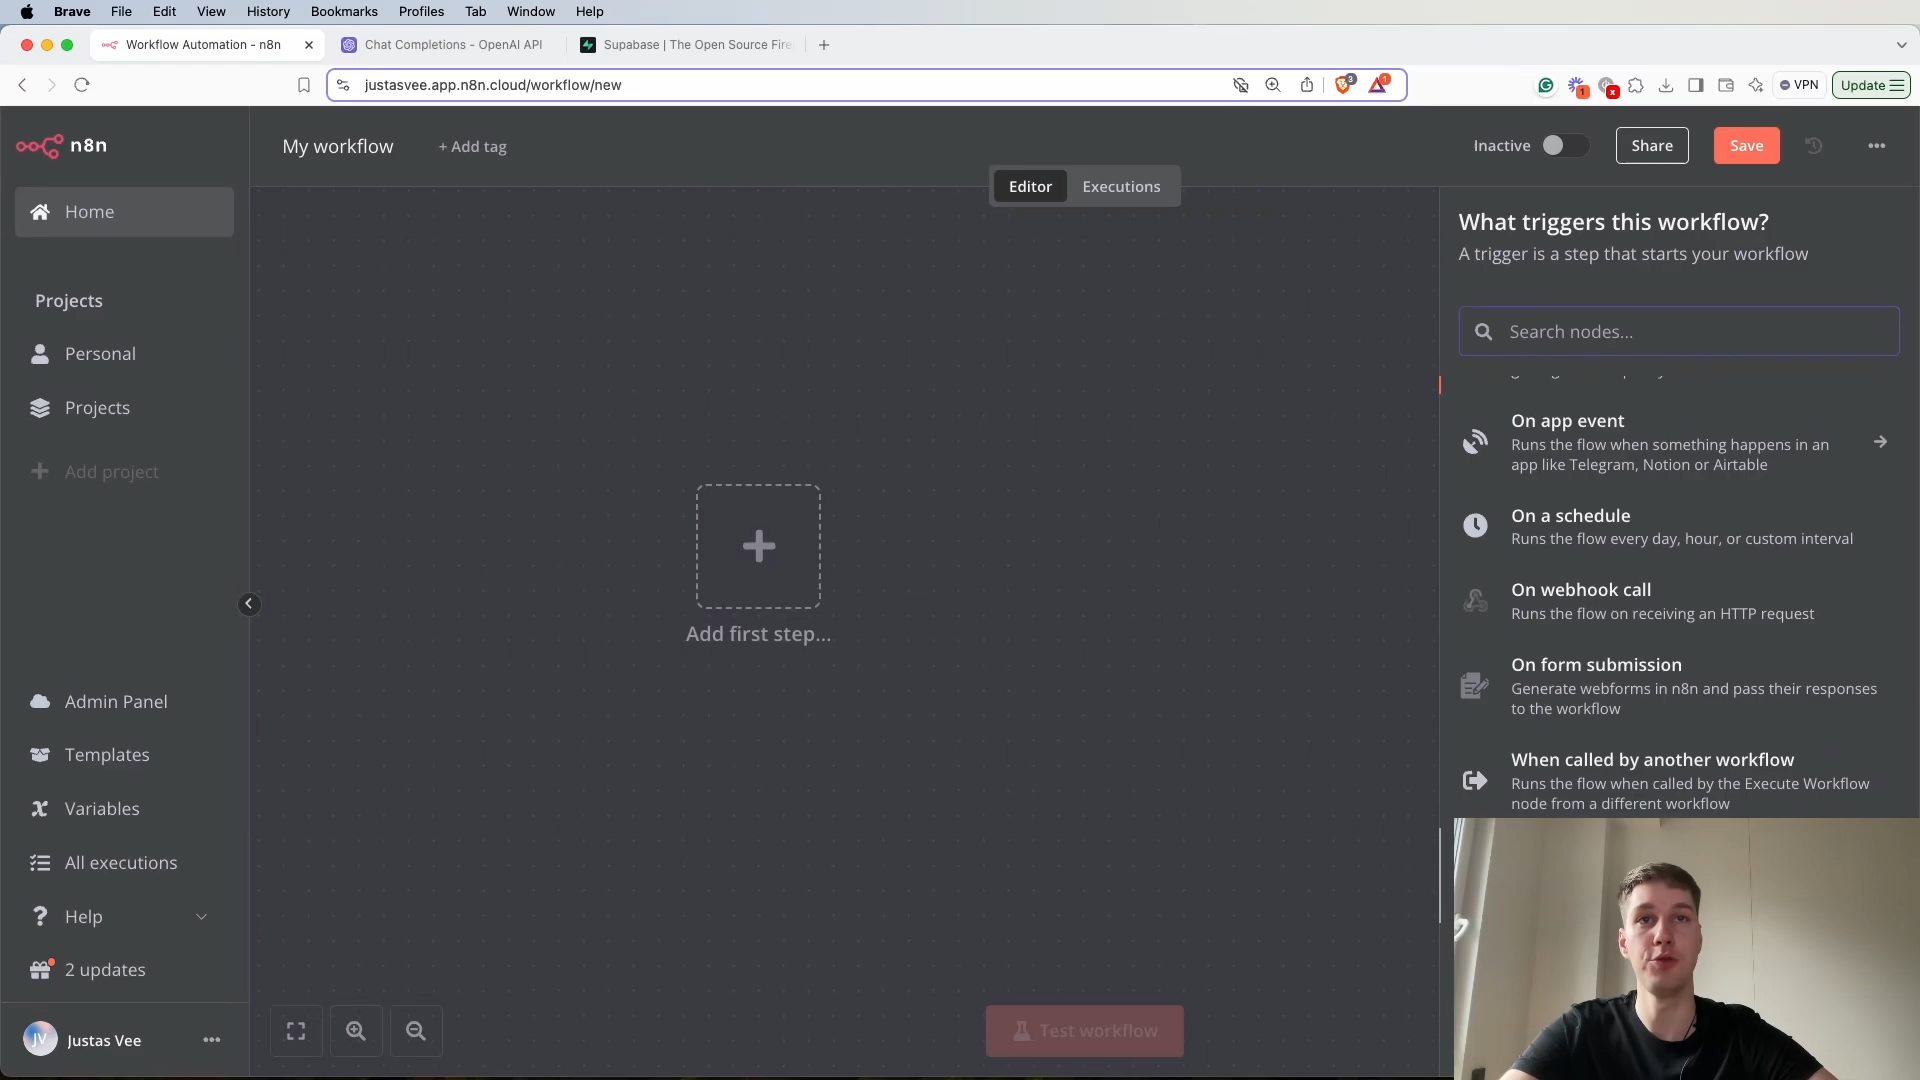 Brave File Edit View History Bookmarks Profiles Tab Window Help
Workflow Automation - n8n
Chat Completions - OpenAI API
Supabase | The Open Source Fire
justasvee.app.n8n.cloud/workflow/new
3
1
1
x
VPN
Update
n8n
My workflow
+ Add tag
Inactive
Share
Save
Editor
Executions
Home
Projects
Personal
Projects
Add project
Admin Panel
Templates
Variables
All executions
Help
2 updates
JV
Justas Vee
Add first step...
Test workflow
What triggers this workflow?
A trigger is a step that starts your workflow
Search nodes...
On app event
Runs the flow when something happens in an
app like Telegram, Notion or Airtable
On a schedule
Runs the flow every day, hour, or custom interval
On webhook call
Runs the flow on receiving an HTTP request
On form submission
Generate webforms in n8n and pass their responses
to the workflow
When called by another workflow
Runs the flow when called by the Execute Workflow
node from a different workflow